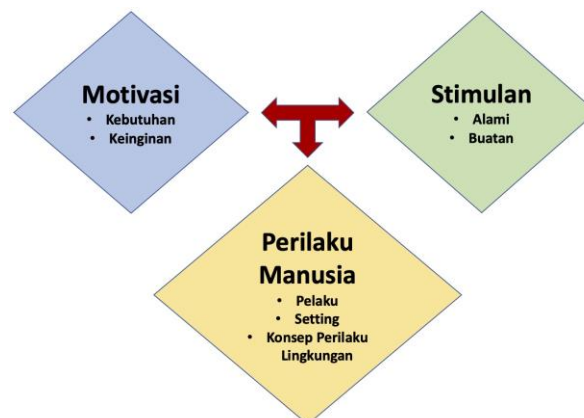 Motivasi
• Kebutuhan
• Keinginan
Stimulan
• Alami
• Buatan
Perilaku
Manusia
• Pelaku
• Setting
• Konsep Perilaku
Lingkungan